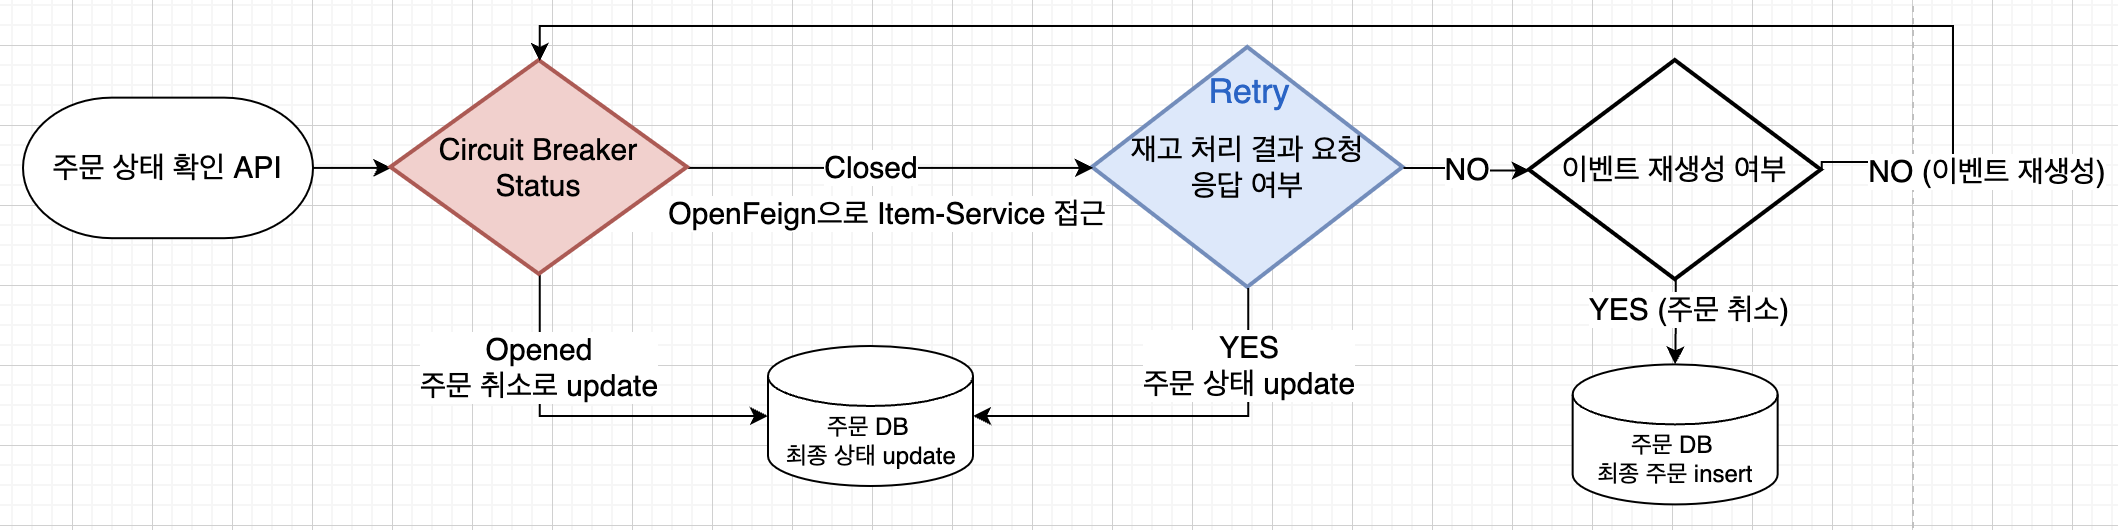 주문 상태 확인 API
Circuit Breaker
Status
Closed
OpenFeign으로 Item-Service 접근
Retry
재고 처리 결과 요청
응답 여부
NO
이벤트 재생성 여부
NO (이벤트 재생성)
Opened
주문 취소로 update
주문 DB
최종 상태 update
YES
주문 상태 update
YES (주문 취소)
주문 DB
최종 주문 insert